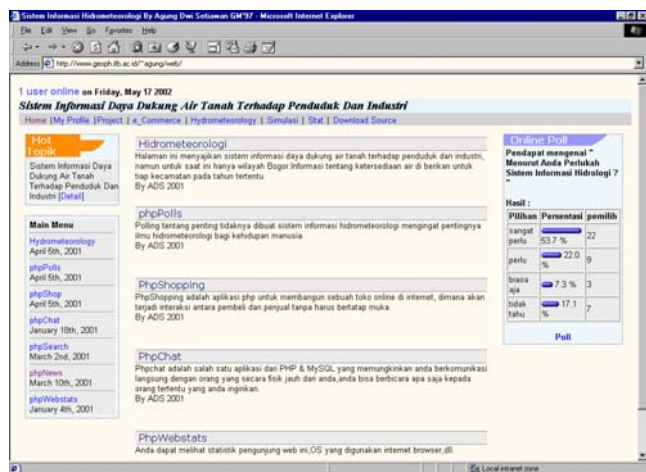 Sistem Informasi Hidrometeorologi By Agung Dwi Setiawan GM'97 - Microsoft Internet Explorer
File Edit View Go Favorites Help
Address http://www.geoph.itb.ac.id/~agung/web/
1 user online on Friday, May 17 2002
Sistem Informasi Daya Dukung Air Tanah Terhadap Penduduk Dan Industri
Home |My Profile |Project | e_Commerce | Hydrometeorology | Simulasi | Stat | Download Source
Hot
Topik
Sistem Informasi Daya
Dukung Air Tanah
Terhadap Penduduk Dan
Industri [Detail]
Main Menu
Hydrometeorology
April 5th, 2001
phpPolls
April 5th, 2001
phpShop
April 5th, 2001
phpChat
January 18th, 2001
phpSearch
March 2nd, 2001
phpNews
March 10th, 2001
phpWebstats
January 4th, 2001
Hidrometeorologi
Halaman ini menyajikan sistem informasi daya dukung air tanah terhadap penduduk dan industri,
namun untuk saat ini hanya wilayah Bogor.Informasi tentang ketersediaan air di berikan untuk
tiap kecamatan pada tahun tertentu.
By ADS 2001
phpPolls
Polling tentang penting tidaknya dibuat sistem informasi hidrometeorologi mengingat pentingnya
ilmu hidrometeorologi bagi kehidupan manusia.
By ADS 2001
PhpShopping
PhpShopping adalah aplikasi php untuk membangun sebuah toko online di internet, dimana akan
terjadi interaksi antara pembeli dan penjual tanpa harus bertatap muka.
By ADS 2001
PhpChat
Phpchat adalah salah satu aplikasi dari PHP & MySQL yang memungkinkan anda berkomunikasi
langsung dengan orang yang secara fisik jauh dari anda,anda bisa berbicara apa saja kepada
orang tertentu yang anda inginkan.
By ADS 2001
PhpWebstats
Anda dapat melihat statistik pengunjung web ini,OS yang digunakan internet browser,dll.
Online Poll
Pendapat mengenai "
Menurut Anda Perlukah
Sistem Informasi Hidrologi ?
"
Hasil :
Pilihan Persentasi pemilih
sangat perlu 53.7 % 22
perlu 22.0 % 9
biasa aja 7.3 % 3
tidak tahu 17.1 % 7
Poll
Local intranet zone